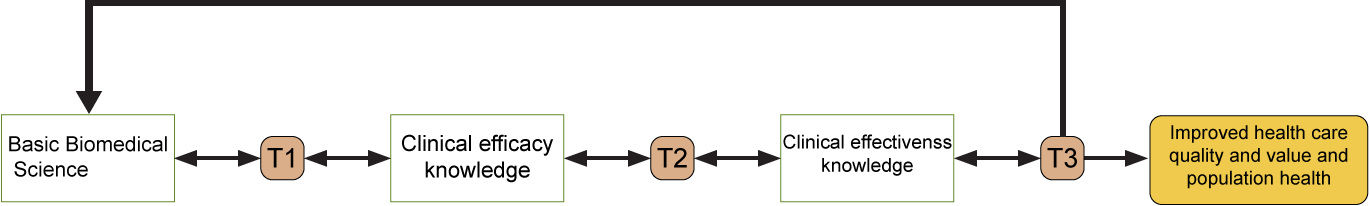 Basic Biomedical
Science
T1
Clinical efficacy
knowledge
T2
Clinical effectivenss
knowledge
T3
Improved health care
quality and value and
population health